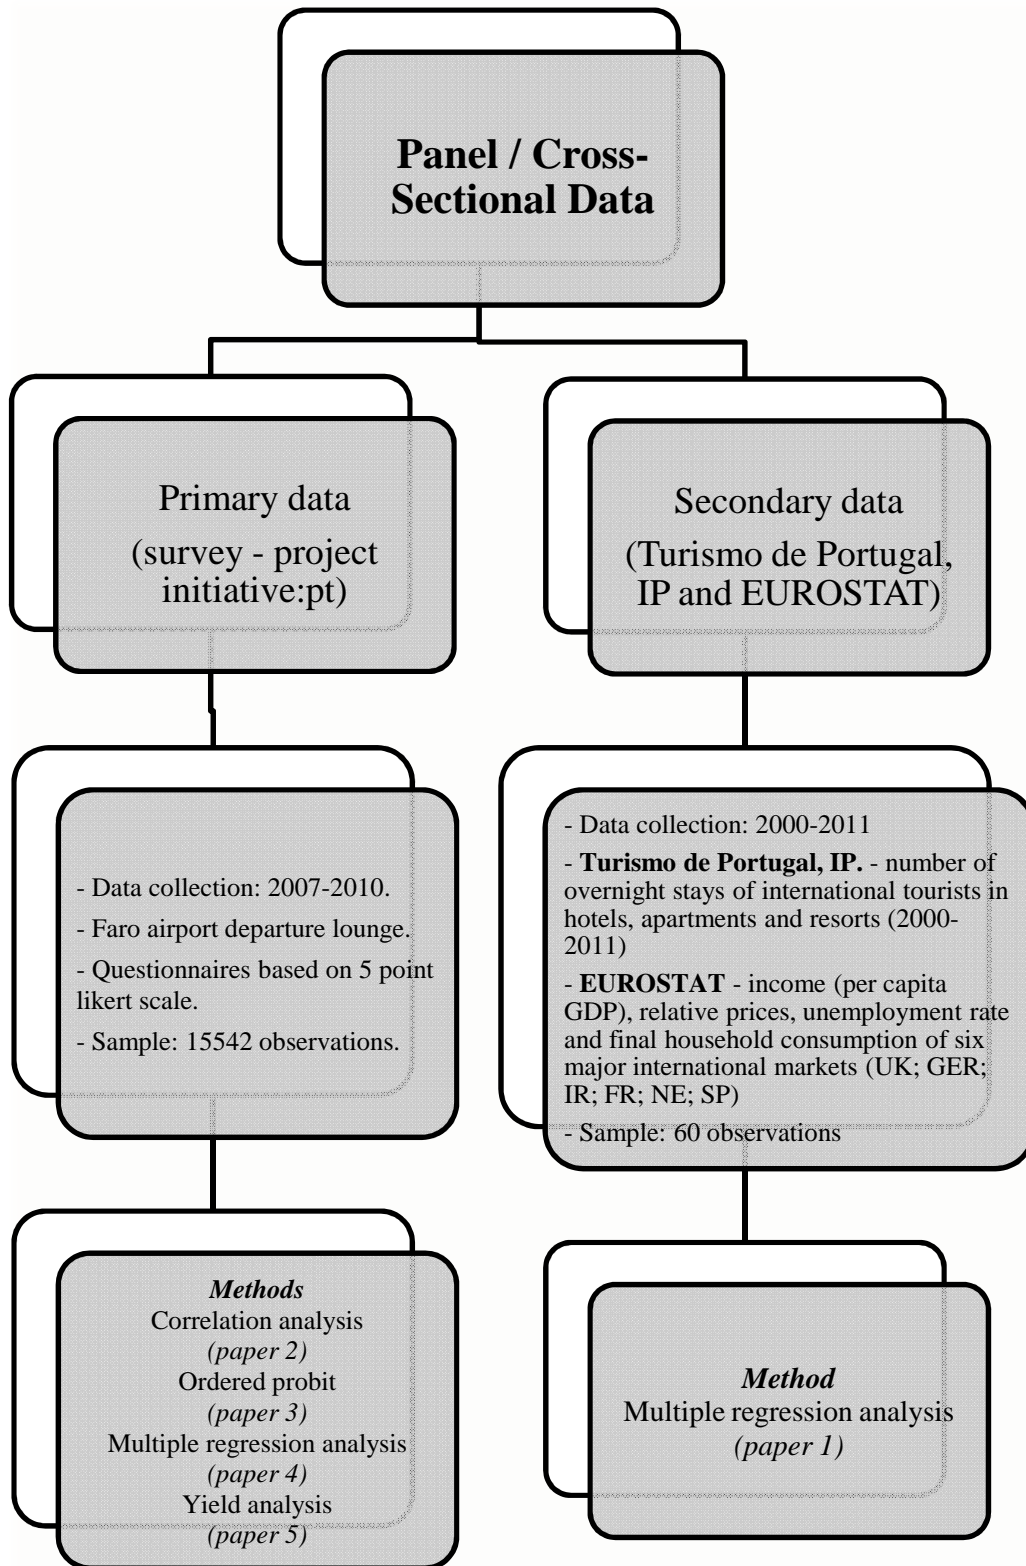 Panel / Cross-
Sectional Data
Primary data
(survey - project
initiative:pt)
Secondary data
(Turismo de Portugal,
IP and EUROSTAT)
- Data collection: 2007-2010.
- Faro airport departure lounge.
- Questionnaires based on 5 point
likert scale.
- Sample: 15542 observations.
- Data collection: 2000-2011
- Turismo de Portugal, IP. - number of
overnight stays of international tourists in
hotels, apartments and resorts (2000-
2011)
- EUROSTAT - income (per capita
GDP), relative prices, unemployment rate
and final household consumption of six
major international markets (UK; GER;
IR; FR; NE; SP)
- Sample: 60 observations
Methods
Correlation analysis
(paper 2)
Ordered probit
(paper 3)
Multiple regression analysis
(paper 4)
Yield analysis
(paper 5)
Method
Multiple regression analysis
(paper 1)